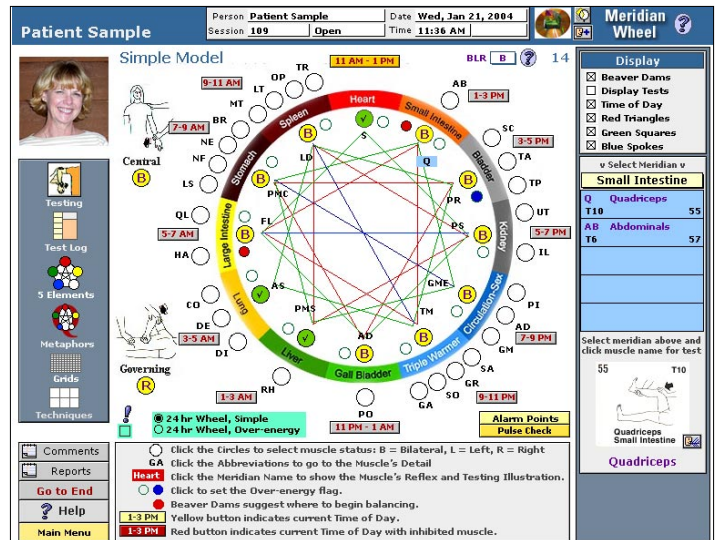 Patient Sample
Person Patient Sample
Session 109 Open
Date Wed, Jan 21, 2004
Time 11:36 AM
Meridian
Wheel
?
Simple Model
11 AM - 1 PM
BLR B ? 14
TR
OP
LT
MT
BR
NE
NF
LS
QL
HA
CO
DE
DI
RH
PO
GA
SO
GR
SA
GM
AD
PI
IL
UT
TP
TA
SC
AB
9-11 AM
7-9 AM
5-7 AM
3-5 AM
1-3 AM
11 PM - 1 AM
9-11 PM
7-9 PM
5-7 PM
3-5 PM
1-3 PM
Heart
Small Intestine
Bladder
Kidney
Circulation-Sex
Triple Warmer
Gall Bladder
Liver
Lung
Large Intestine
Stomach
Spleen
S
Q
PR
PS
GME
TM
AD
PMS
AS
FL
PMC
LD
B
B
B
B
B
B
B
B
B
Central
B
Governing
R
Testing
Test Log
5 Elements
Metaphors
Grids
Techniques
Comments
Reports
Go to End
? Help
Main Menu
24 hr Wheel, Simple
24 hr Wheel, Over-energy
Alarm Points
Pulse Check
Click the Circles to select muscle status: B = Bilateral, L = Left, R = Right
GA Click the Abbreviations to go to the Muscle's Detail
Heart Click the Meridian Name to show the Muscle's Reflex and Testing Illustration.
Click to set the Over-energy flag.
Beaver Dams suggest where to begin balancing.
1-3 PM Yellow button indicates current Time of Day.
1-3 PM Red button indicates current Time of Day with inhibited muscle.
Display
Beaver Dams
Display Tests
Time of Day
Red Triangles
Green Squares
Blue Spokes
v Select Meridian v
Small Intestine
Q Quadriceps
T10 55
AB Abdominals
T6 57
Select meridian above and
click muscle name for test
55 T10
Quadriceps
Small Intestine
Quadriceps